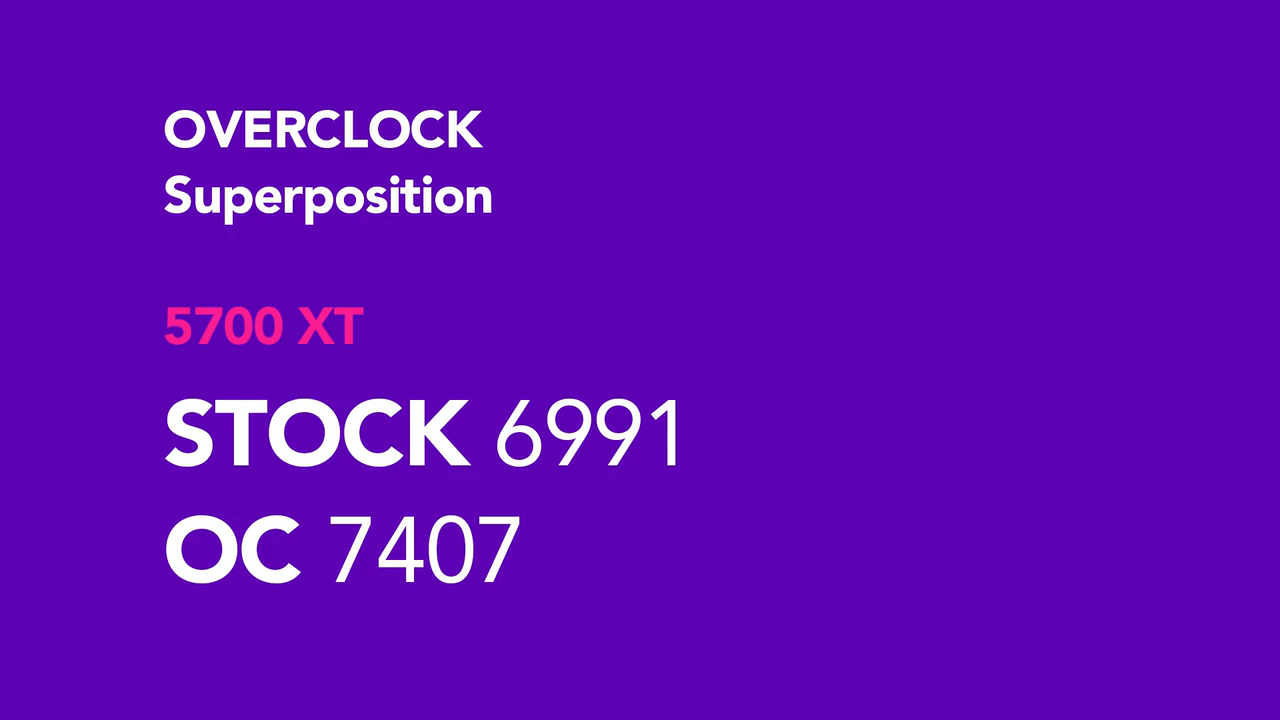 OVERCLOCK
Superposition
5700 XT
STOCK 6991
OC 7407